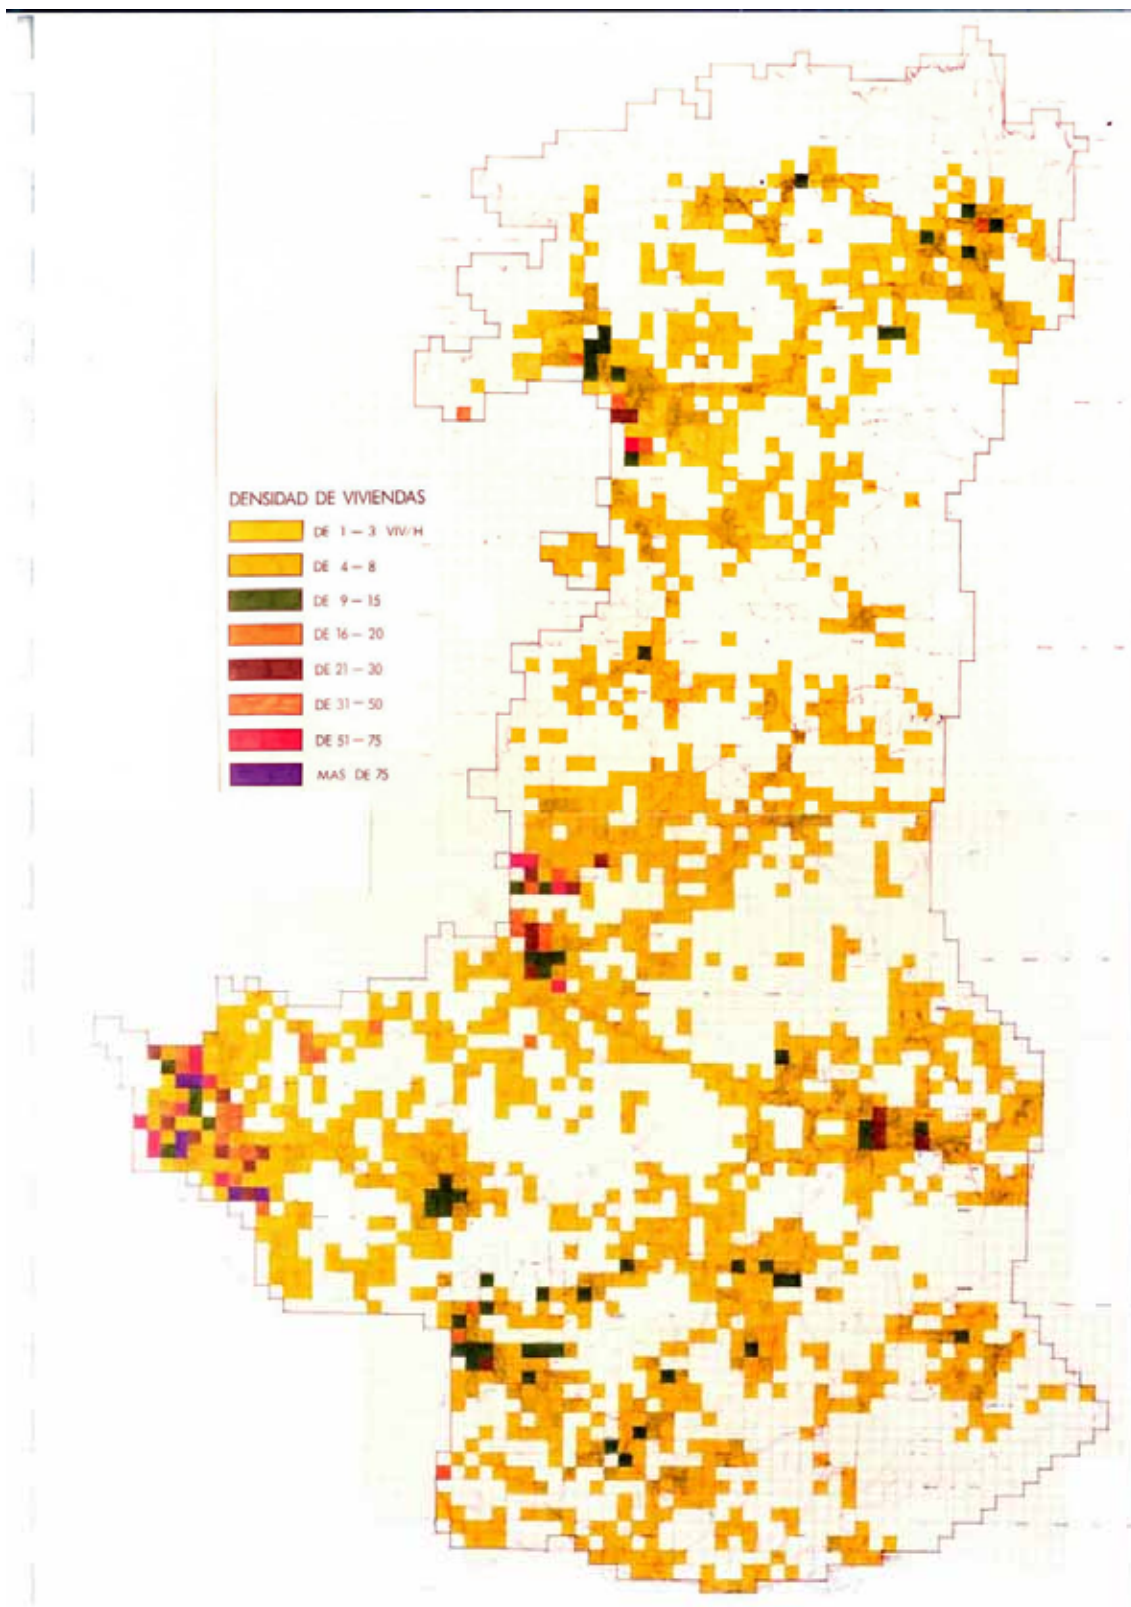 DENSIDAD DE VIVIENDAS
DE 1 — 3 VIV/H
DE 4 — 8
DE 9 — 15
DE 16 — 20
DE 21 — 30
DE 31 — 50
DE 51 — 75
MAS DE 75